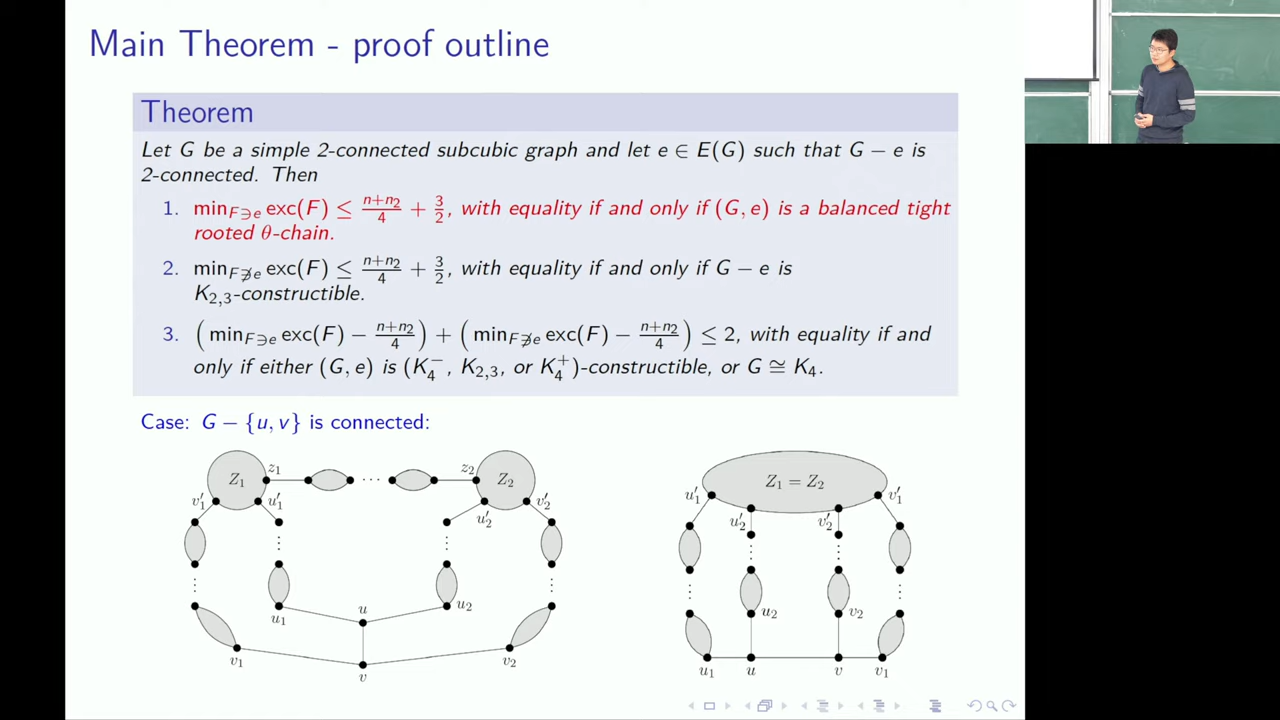 Main Theorem - proof outline
Theorem
Let G be a simple 2-connected subcubic graph and let e ∈ E(G) such that G − e is
2-connected. Then
1. min_{F∋e} exc(F) ≤ (n+n₂)/4 + 3/2, with equality if and only if (G, e) is a balanced tight
rooted θ-chain.
2. min_{F∌e} exc(F) ≤ (n+n₂)/4 + 3/2, with equality if and only if G − e is
K₂,₃-constructible.
3. (min_{F∋e} exc(F) − (n+n₂)/4) + (min_{F∌e} exc(F) − (n+n₂)/4) ≤ 2, with equality if and
only if either (G, e) is (K₄⁻, K₂,₃, or K₄⁺)-constructible, or G ≅ K₄.
Case: G − {u, v} is connected:
Z₁ z₁ ⋯ z₂ Z₂
v′₁ u′₁ u′₂ v′₂
u₁ u u₂
v₁ v v₂
Z₁ = Z₂
u′₁ u′₂ v′₂ v′₁
u₂ v₂
u₁ u v v₁